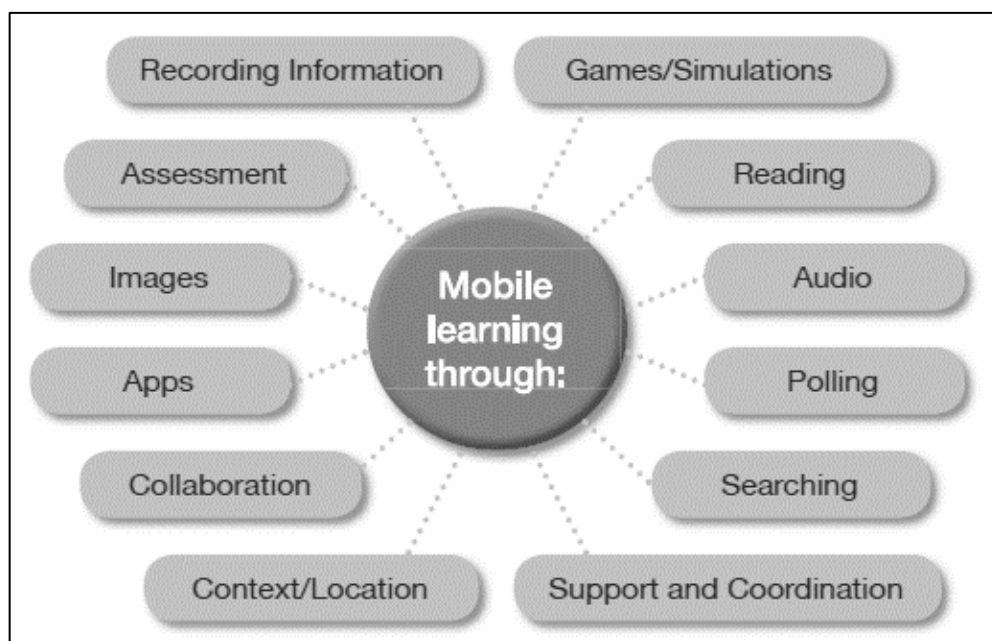 Recording Information
Games/Simulations
Assessment
Reading
Images
Mobile
learning
through:
Audio
Apps
Polling
Collaboration
Searching
Context/Location
Support and Coordination